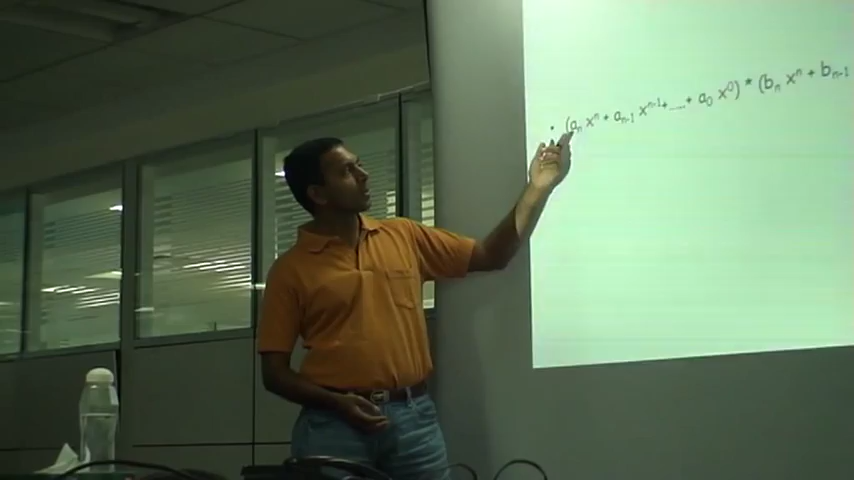 • (aₙ xⁿ + aₙ₋₁ xⁿ⁻¹+....+ a₀ x⁰) * (bₙ xⁿ + bₙ₋₁